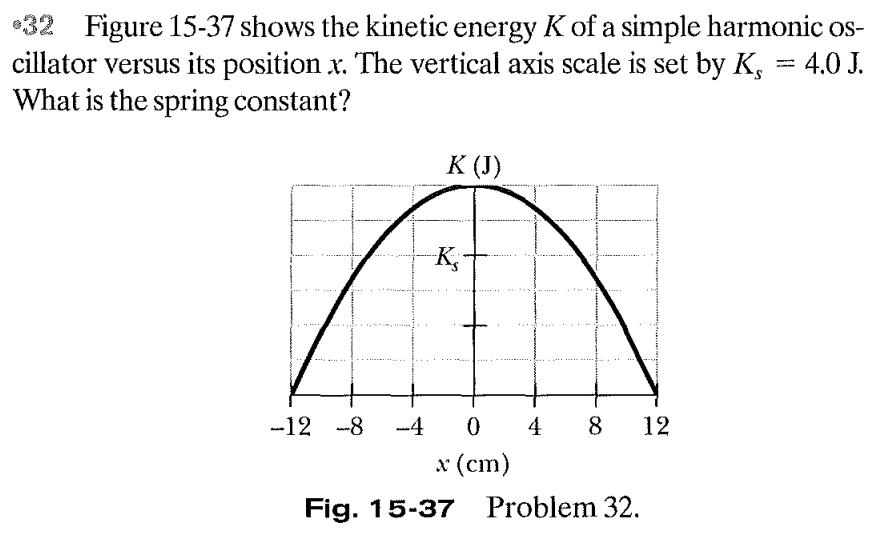 •32 Figure 15-37 shows the kinetic energy K of a simple harmonic os-
cillator versus its position x. The vertical axis scale is set by Kₛ = 4.0 J.
What is the spring constant?
K (J)
Kₛ
–12 –8 –4 0 4 8 12
x (cm)
Fig. 15-37 Problem 32.